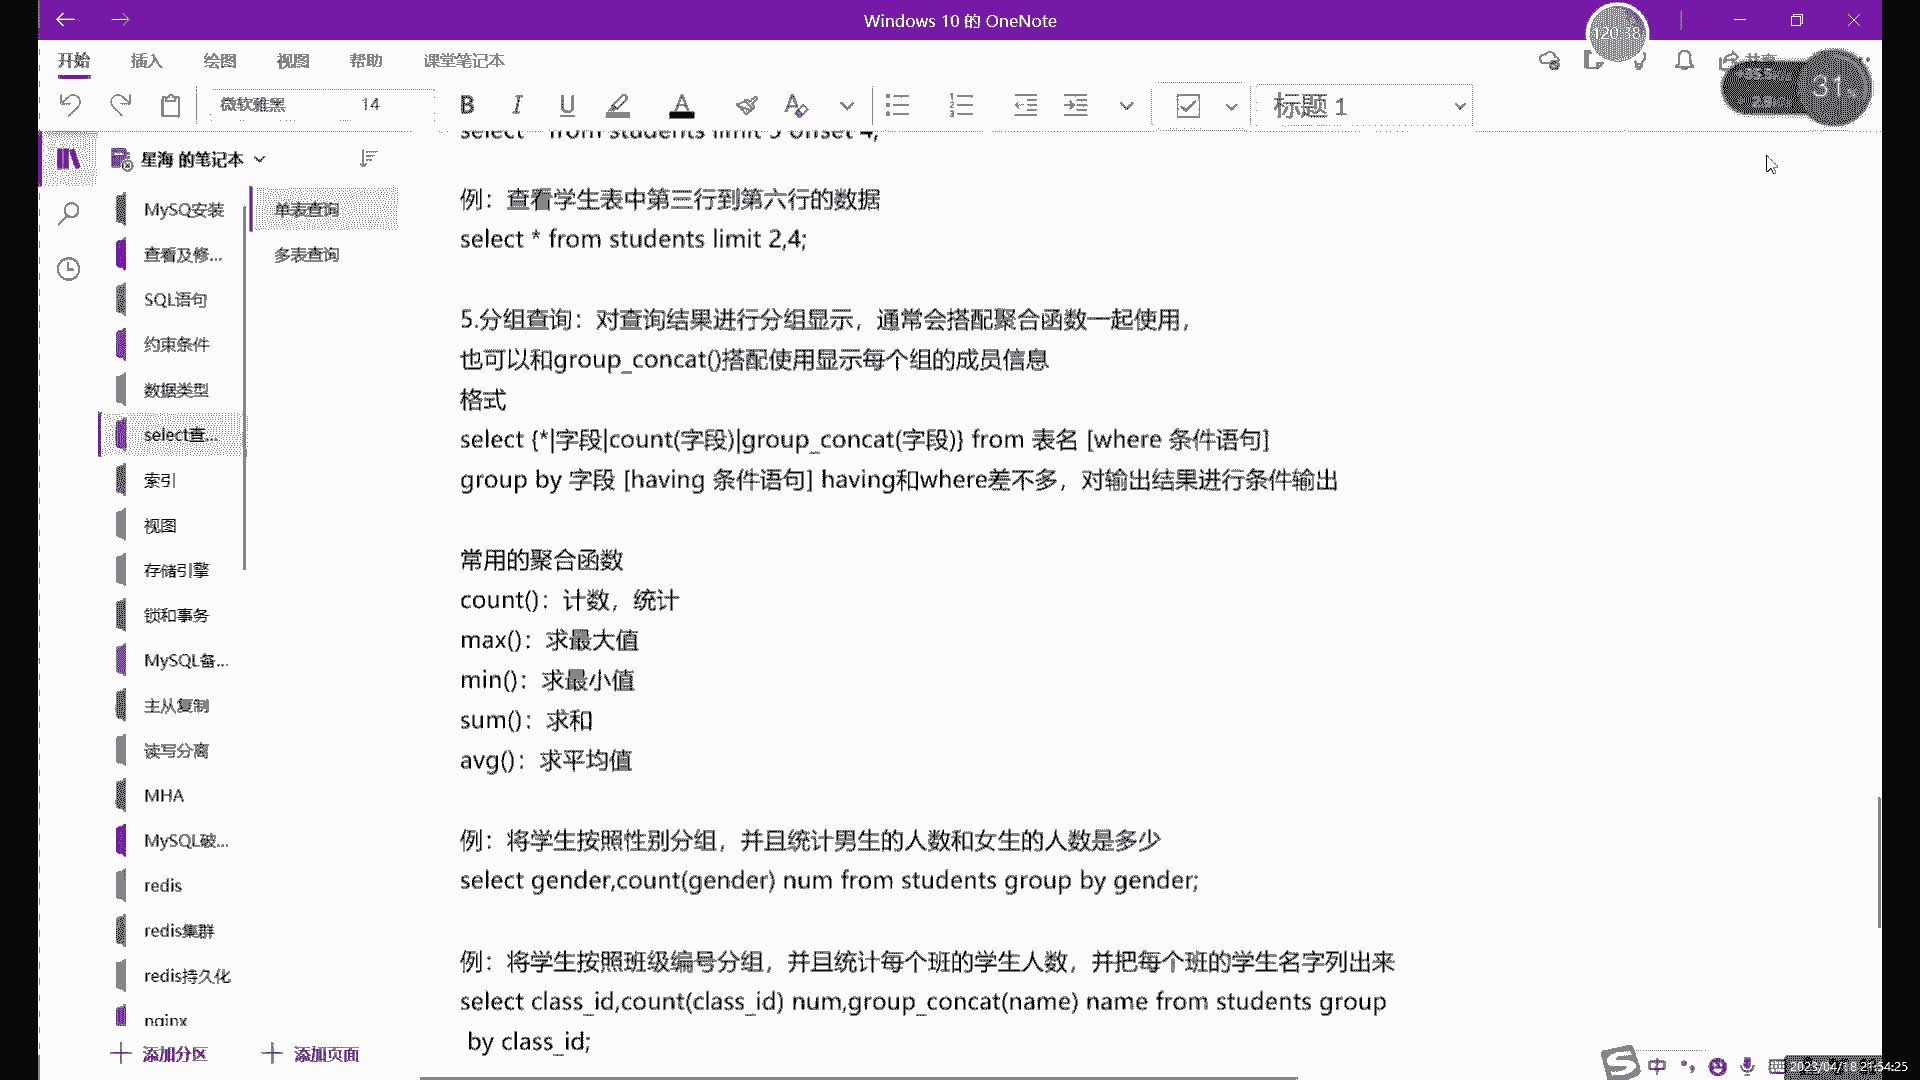 Windows 10 的 OneNote
120:38
开始 插入 绘图 视图 帮助 课堂笔记本
共享
微软雅黑 14 B I U A 标题 1
31
星海 的笔记本
MySQ安装
查看及修...
SQL语句
约束条件
数据类型
select查...
索引
视图
存储引擎
锁和事务
MySQL备...
主从复制
读写分离
MHA
MySQL破...
redis
redis集群
redis持久化
nginx
添加分区
单表查询
多表查询
添加页面
select * from students limit 3 offset 4;
例：查看学生表中第三行到第六行的数据
select * from students limit 2,4;
5.分组查询：对查询结果进行分组显示，通常会搭配聚合函数一起使用，
也可以和group_concat()搭配使用显示每个组的成员信息
格式
select {*|字段|count(字段)|group_concat(字段)} from 表名 [where 条件语句]
group by 字段 [having 条件语句] having和where差不多，对输出结果进行条件输出
常用的聚合函数
count()：计数，统计
max()：求最大值
min()：求最小值
sum()：求和
avg()：求平均值
例：将学生按照性别分组，并且统计男生的人数和女生的人数是多少
select gender,count(gender) num from students group by gender;
例：将学生按照班级编号分组，并且统计每个班的学生人数，并把每个班的学生名字列出来
select class_id,count(class_id) num,group_concat(name) name from students group
by class_id;
中
2023/04/18 21:54:25